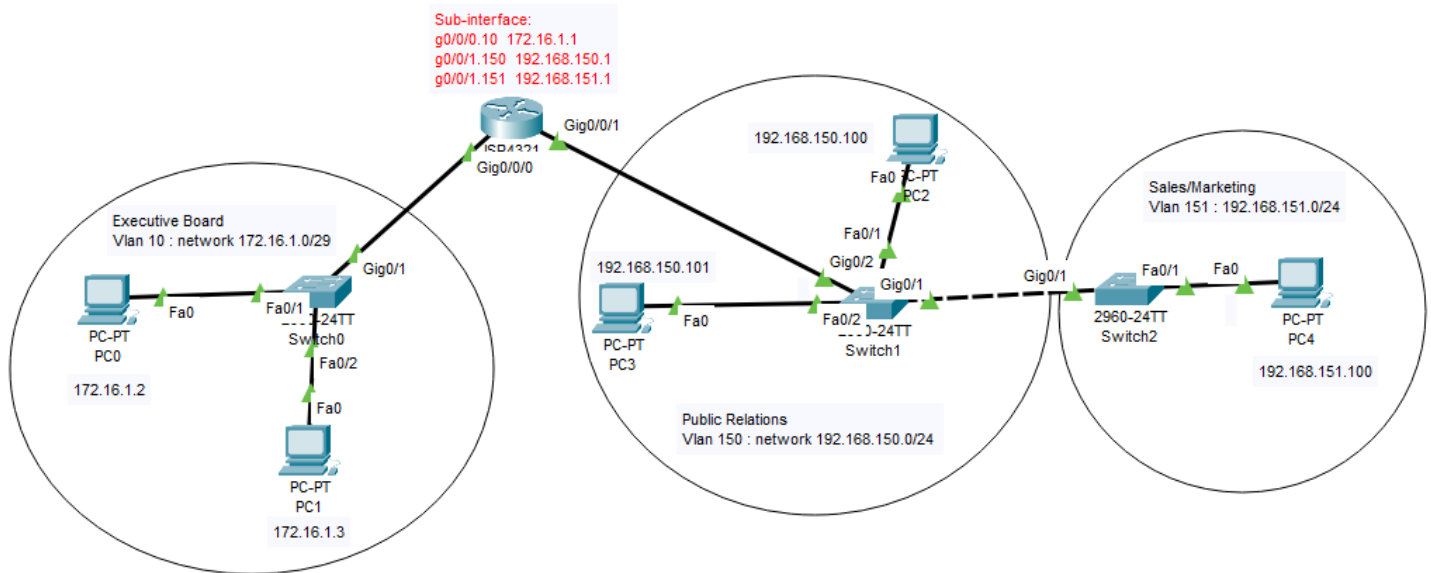 Sub-interface:
g0/0/0.10 172.16.1.1
g0/0/1.150 192.168.150.1
g0/0/1.151 192.168.151.1
Gig0/0/1
Gig0/0/0
Executive Board
Vlan 10 : network 172.16.1.0/29
Gig0/1
Fa0/1
Fa0
PC-PT
PC0
172.16.1.2
Switch0
Fa0/2
Fa0
PC-PT
PC1
172.16.1.3
192.168.150.100
Fa0
PC2
Fa0/1
Gig0/2
Gig0/1
192.168.150.101
Fa0
Fa0/2
PC-PT
PC3
Switch1
Public Relations
Vlan 150 : network 192.168.150.0/24
Sales/Marketing
Vlan 151 : 192.168.151.0/24
Gig0/1
Fa0/1
Fa0
2960-24TT
Switch2
PC-PT
PC4
192.168.151.100